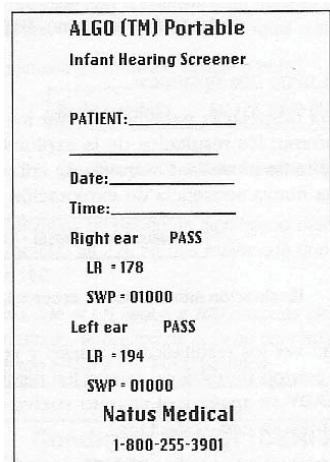 ALGO (TM) Portable
Infant Hearing Screener
PATIENT:
Date:
Time:
Right ear PASS
LR = 178
SWP = 01000
Left ear PASS
LR = 194
SWP = 01000
Natus Medical
1-800-255-3901